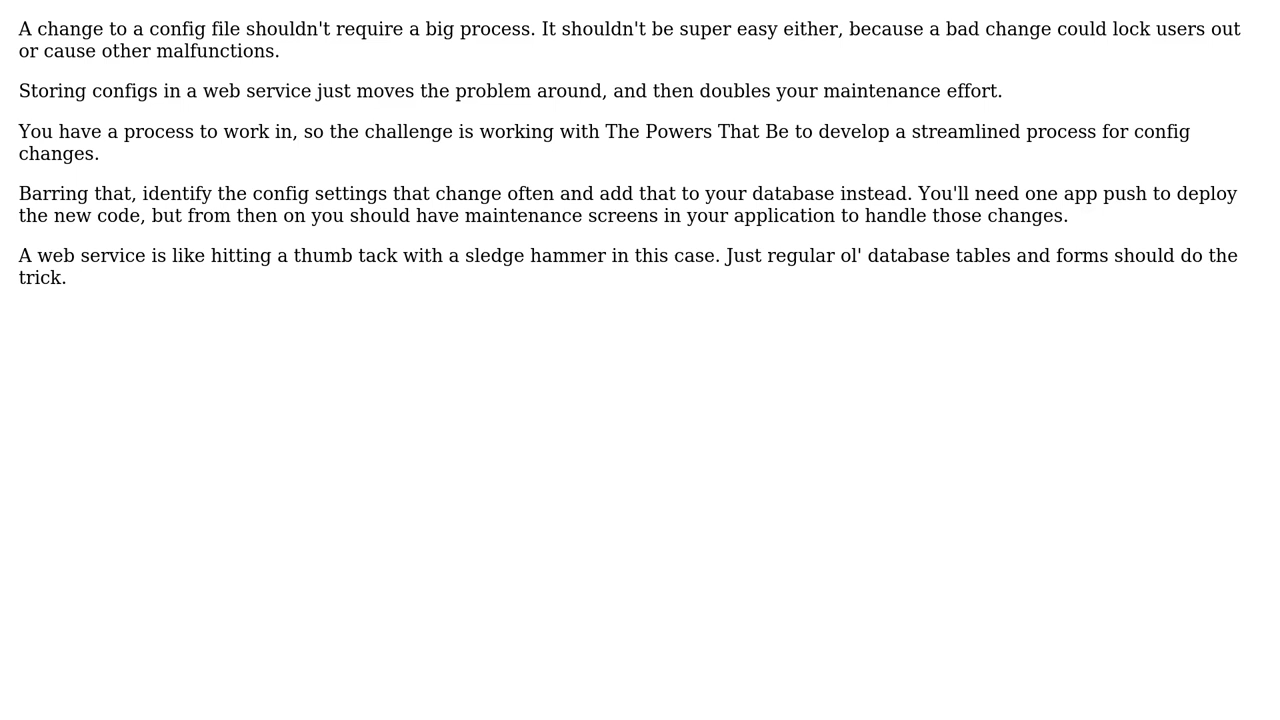 A change to a config file shouldn't require a big process. It shouldn't be super easy either, because a bad change could lock users out
or cause other malfunctions.
Storing configs in a web service just moves the problem around, and then doubles your maintenance effort.
You have a process to work in, so the challenge is working with The Powers That Be to develop a streamlined process for config
changes.
Barring that, identify the config settings that change often and add that to your database instead. You'll need one app push to deploy
the new code, but from then on you should have maintenance screens in your application to handle those changes.
A web service is like hitting a thumb tack with a sledge hammer in this case. Just regular ol' database tables and forms should do the
trick.